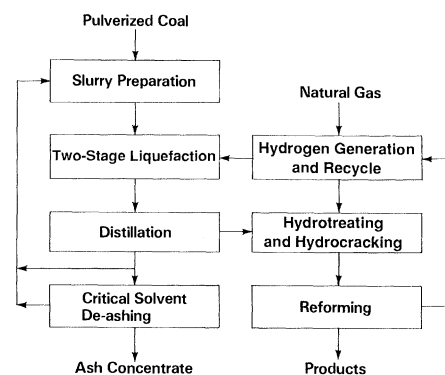 Pulverized Coal
Slurry Preparation
Natural Gas
Two-Stage Liquefaction
Hydrogen Generation
and Recycle
Distillation
Hydrotreating
and Hydrocracking
Critical Solvent
De-ashing
Reforming
Ash Concentrate
Products